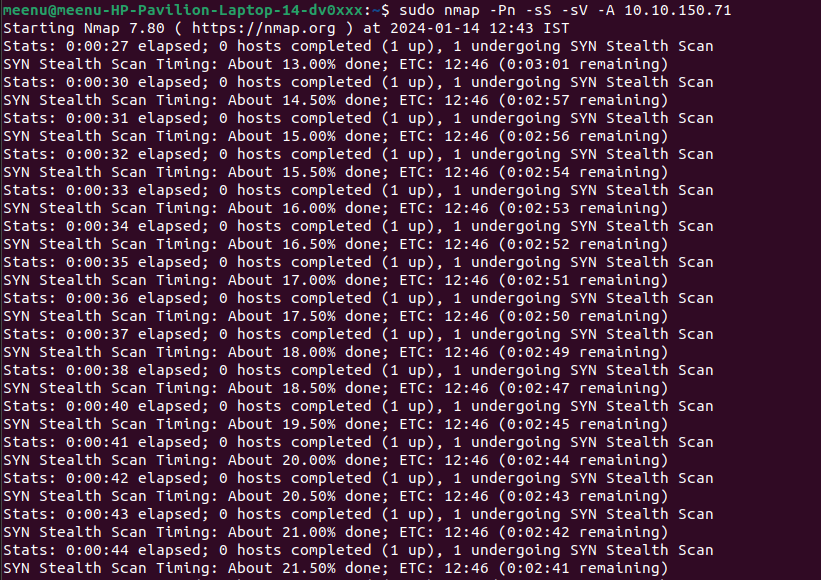 meenu@meenu-HP-Pavilion-Laptop-14-dv0xxx:~$ sudo nmap -Pn -sS -sV -A 10.10.150.71
Starting Nmap 7.80 ( https://nmap.org ) at 2024-01-14 12:43 IST
Stats: 0:00:27 elapsed; 0 hosts completed (1 up), 1 undergoing SYN Stealth Scan
SYN Stealth Scan Timing: About 13.00% done; ETC: 12:46 (0:03:01 remaining)
Stats: 0:00:30 elapsed; 0 hosts completed (1 up), 1 undergoing SYN Stealth Scan
SYN Stealth Scan Timing: About 14.50% done; ETC: 12:46 (0:02:57 remaining)
Stats: 0:00:31 elapsed; 0 hosts completed (1 up), 1 undergoing SYN Stealth Scan
SYN Stealth Scan Timing: About 15.00% done; ETC: 12:46 (0:02:56 remaining)
Stats: 0:00:32 elapsed; 0 hosts completed (1 up), 1 undergoing SYN Stealth Scan
SYN Stealth Scan Timing: About 15.50% done; ETC: 12:46 (0:02:54 remaining)
Stats: 0:00:33 elapsed; 0 hosts completed (1 up), 1 undergoing SYN Stealth Scan
SYN Stealth Scan Timing: About 16.00% done; ETC: 12:46 (0:02:53 remaining)
Stats: 0:00:34 elapsed; 0 hosts completed (1 up), 1 undergoing SYN Stealth Scan
SYN Stealth Scan Timing: About 16.50% done; ETC: 12:46 (0:02:52 remaining)
Stats: 0:00:35 elapsed; 0 hosts completed (1 up), 1 undergoing SYN Stealth Scan
SYN Stealth Scan Timing: About 17.00% done; ETC: 12:46 (0:02:51 remaining)
Stats: 0:00:36 elapsed; 0 hosts completed (1 up), 1 undergoing SYN Stealth Scan
SYN Stealth Scan Timing: About 17.50% done; ETC: 12:46 (0:02:50 remaining)
Stats: 0:00:37 elapsed; 0 hosts completed (1 up), 1 undergoing SYN Stealth Scan
SYN Stealth Scan Timing: About 18.00% done; ETC: 12:46 (0:02:49 remaining)
Stats: 0:00:38 elapsed; 0 hosts completed (1 up), 1 undergoing SYN Stealth Scan
SYN Stealth Scan Timing: About 18.50% done; ETC: 12:46 (0:02:47 remaining)
Stats: 0:00:40 elapsed; 0 hosts completed (1 up), 1 undergoing SYN Stealth Scan
SYN Stealth Scan Timing: About 19.50% done; ETC: 12:46 (0:02:45 remaining)
Stats: 0:00:41 elapsed; 0 hosts completed (1 up), 1 undergoing SYN Stealth Scan
SYN Stealth Scan Timing: About 20.00% done; ETC: 12:46 (0:02:44 remaining)
Stats: 0:00:42 elapsed; 0 hosts completed (1 up), 1 undergoing SYN Stealth Scan
SYN Stealth Scan Timing: About 20.50% done; ETC: 12:46 (0:02:43 remaining)
Stats: 0:00:43 elapsed; 0 hosts completed (1 up), 1 undergoing SYN Stealth Scan
SYN Stealth Scan Timing: About 21.00% done; ETC: 12:46 (0:02:42 remaining)
Stats: 0:00:44 elapsed; 0 hosts completed (1 up), 1 undergoing SYN Stealth Scan
SYN Stealth Scan Timing: About 21.50% done; ETC: 12:46 (0:02:41 remaining)